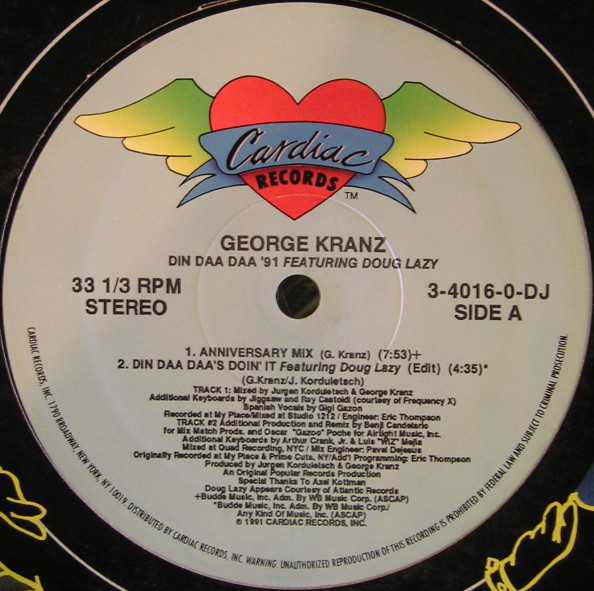 Cardiac
RECORDS
TM
GEORGE KRANZ
DIN DAA DAA '91 FEATURING DOUG LAZY
33 1/3 RPM
STEREO
3-4016-0-DJ
SIDE A
1. ANNIVERSARY MIX (G. Kranz) (7:53)+
2. DIN DAA DAA'S DOIN' IT Featuring Doug Lazy (Edit) (4:35)*
(G.Kranz/J. Korduletsch)
TRACK 1: Mixed by Jurgen Korduletsch & George Kranz
Additional Keyboards by Jiggsaw and Ray Castoldi (courtesy of Frequency X)
Spanish Vocals by Gigi Gazon
Recorded at My Place/Mixed at Studio 1212 / Engineer: Eric Thompson
TRACK #2 Additional Production and Remix by Benji Candelario
for Mix Match Prods. and Oscar "Gazoo" Poche for Airtight Music, Inc.
Additional Keyboards by Arthur Crank, Jr. & Luis "WIZ" Mejia
Mixed at Quad Recording, NYC / Mix Engineer: Pavel Dejesus
Originally Recorded at My Place & Prime Cuts, NY/Ad'l Programming: Eric Thompson
Produced by Jurgen Korduletsch & George Kranz
An Original Popular Records Production
Special Thanks To Axel Kottman
Doug Lazy Appears Courtesy of Atlantic Records
+Budde Music, Inc. Adm. By WB Music Corp. (ASCAP)
*Budde Music, Inc. Adm. By WB Music Corp./
Any Kind Of Music, Inc. (ASCAP)
℗ 1991 CARDIAC RECORDS, INC.
CARDIAC RECORDS, INC. 1790 BROADWAY, NEW YORK, NY 10019. DISTRIBUTED BY CARDIAC RECORDS, INC. WARNING: UNAUTHORIZED REPRODUCTION OF THIS RECORDING IS PROHIBITED BY FEDERAL LAW AND SUBJECT TO CRIMINAL PROSECUTION.